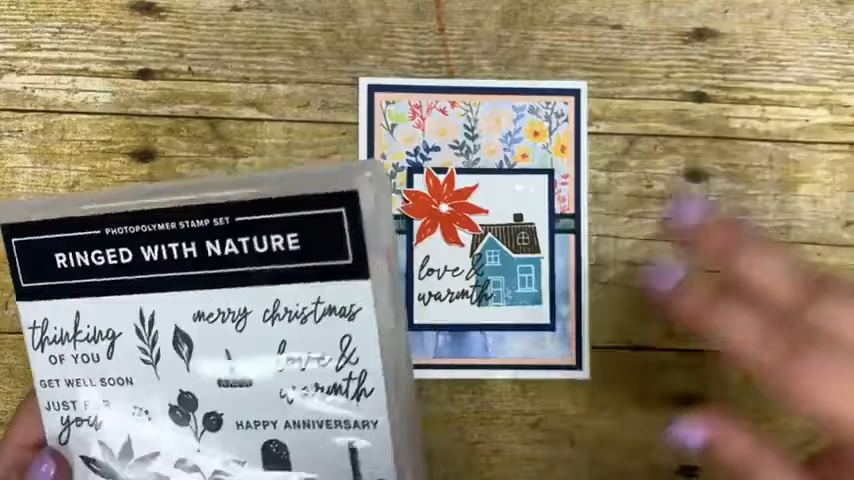 PHOTOPOLYMER STAMP SET
RINGED WITH NATURE
thinking
OF YOU
GET WELL SOON
JUST FOR
you
merry christmas
love &
warmth
HAPPY ANNIVERSARY
love &
warmth